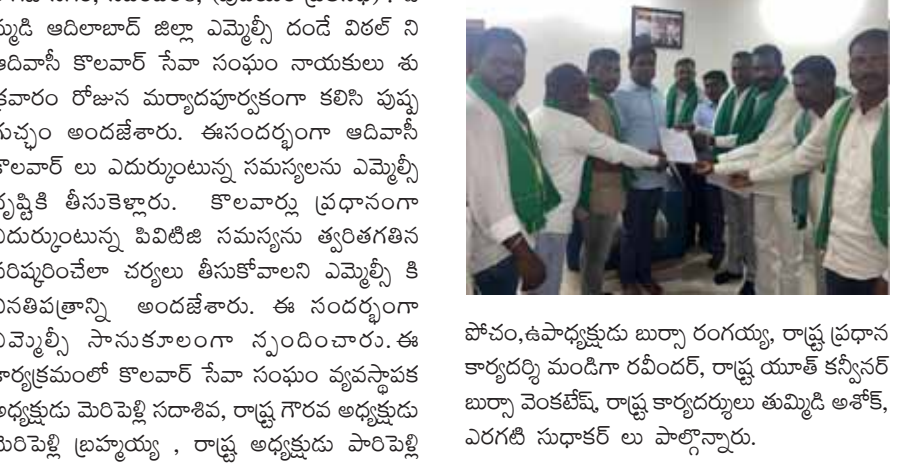 మ్మడి ఆదిలాబాద్ జిల్లా ఎమ్మెల్సీ దండే విఠల్ ని
ఆదివాసీ కొలవార్ సేవా సంఘం నాయకులు శు
క్రవారం రోజున మర్యాదపూర్వకంగా కలిసి పుష్ప
గుచ్ఛం అందజేశారు. ఈసందర్భంగా ఆదివాసీ
కొలవార్ లు ఎదుర్కుంటున్న సమస్యలను ఎమ్మెల్సీ
దృష్టికి తీసుకెళ్లారు. కొలవార్లు ప్రధానంగా
ఎదుర్కుంటున్న పివిటిజి సమస్యను త్వరితగతిన
పరిష్కరించేలా చర్యలు తీసుకోవాలని ఎమ్మెల్సీ కి
వినతిపత్రాన్ని అందజేశారు. ఈ సందర్భంగా
ఎమ్మెల్సీ సానుకూలంగా స్పందించారు.ఈ
కార్యక్రమంలో కొలవార్ సేవా సంఘం వ్యవస్థాపక
అధ్యక్షుడు మెరిపెల్లి సదాశివ, రాష్ట్ర గౌరవ అధ్యక్షుడు
మెరిపెల్లి బ్రహ్మయ్య , రాష్ట్ర అధ్యక్షుడు పారిపెల్లి
పోచం,ఉపాధ్యక్షుడు బుర్సా రంగయ్య, రాష్ట్ర ప్రధాన
కార్యదర్శి మండిగా రవీందర్, రాష్ట్ర యూత్ కన్వీనర్
బుర్సా వెంకటేష్, రాష్ట్ర కార్యదర్శులు తుమ్మిడి అశోక్,
ఎరగటి సుధాకర్ లు పాల్గొన్నారు.